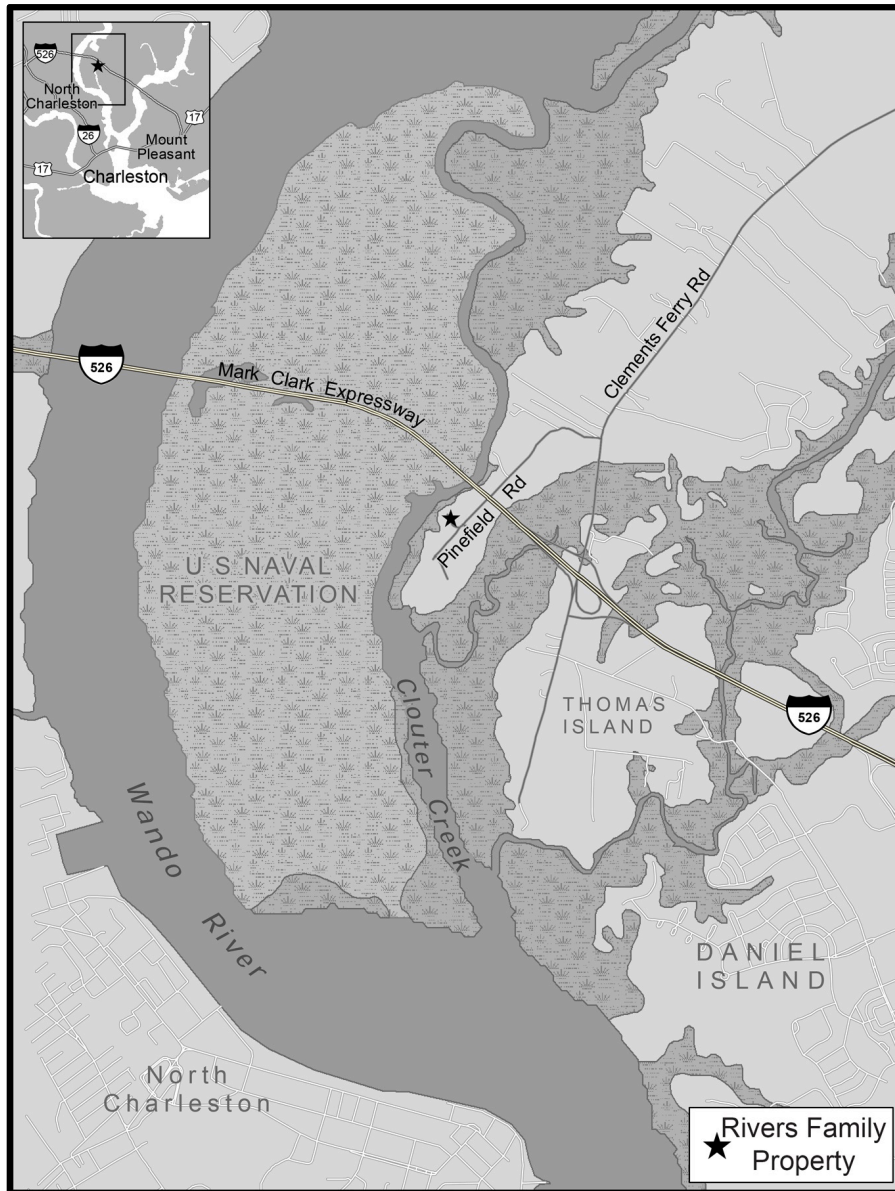 526
North
Charleston
17
26
Mount
Pleasant
17
Charleston
Clements Ferry Rd
526
Mark Clark Expressway
Pinefield Rd
U S NAVAL
RESERVATION
THOMAS
ISLAND
526
Clouter Creek
Wando River
DANIEL
ISLAND
North
Charleston
Rivers Family
Property